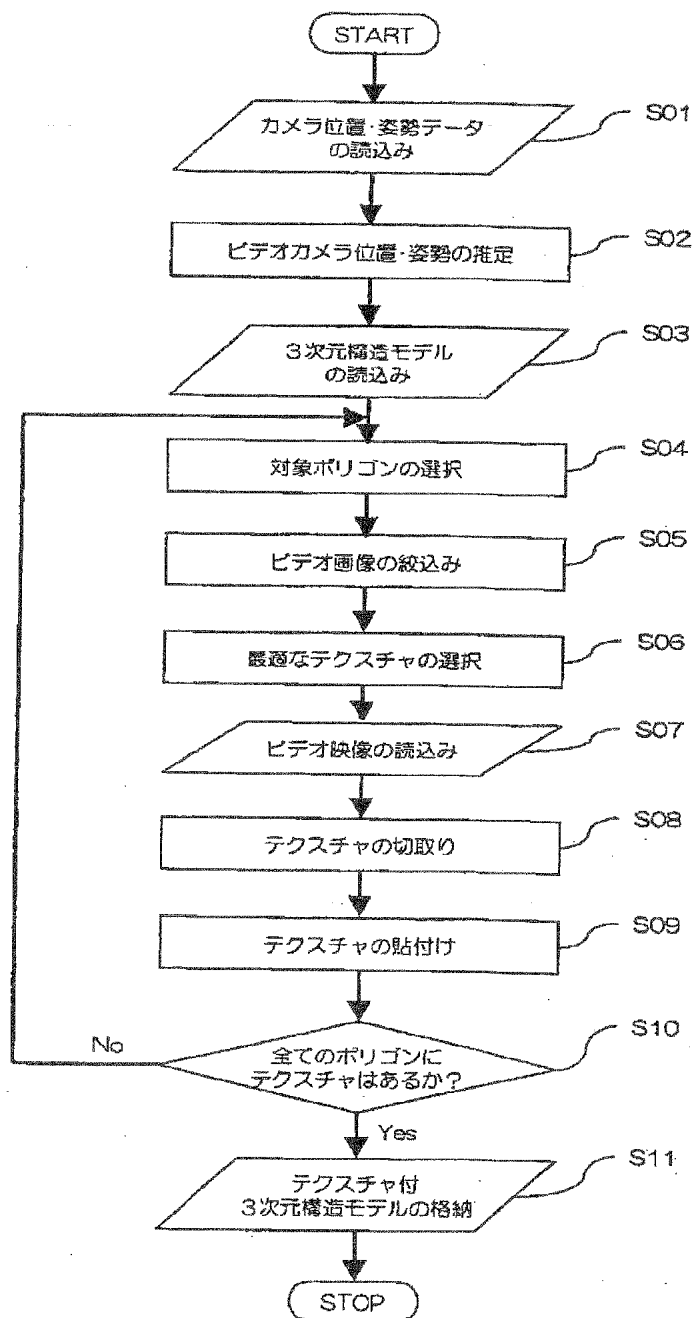 START
カメラ位置・姿勢データ
の読込み
S01
ビデオカメラ位置・姿勢の推定
S02
3次元構造モデル
の読込み
S03
対象ポリゴンの選択
S04
ビデオ画像の絞込み
S05
最適なテクスチャの選択
S06
ビデオ映像の読込み
S07
テクスチャの切取り
S08
テクスチャの貼付け
S09
全てのポリゴンに
テクスチャはあるか?
S10
No
Yes
テクスチャ付
3次元構造モデルの格納
S11
STOP